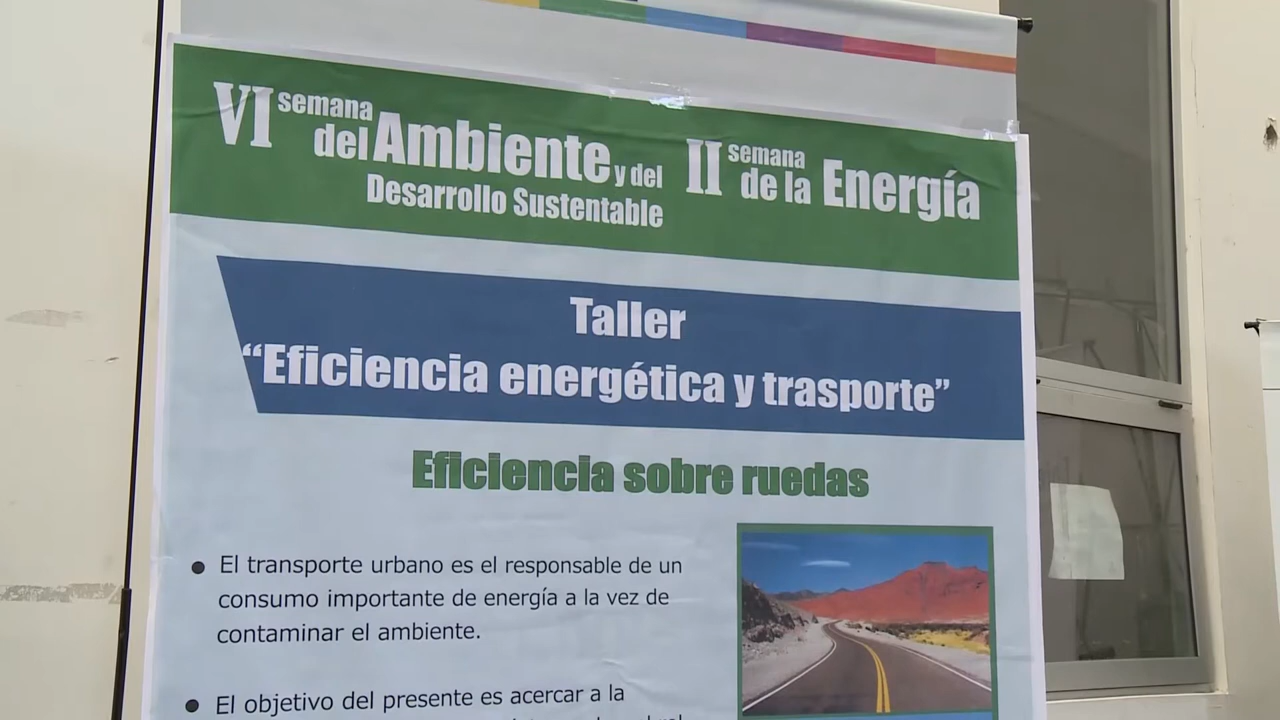 VI semana del Ambiente y del Desarrollo Sustentable
II semana de la Energía
Taller
“Eficiencia energética y trasporte”
Eficiencia sobre ruedas
● El transporte urbano es el responsable de un
consumo importante de energía a la vez de
contaminar el ambiente.
● El objetivo del presente es acercar a la